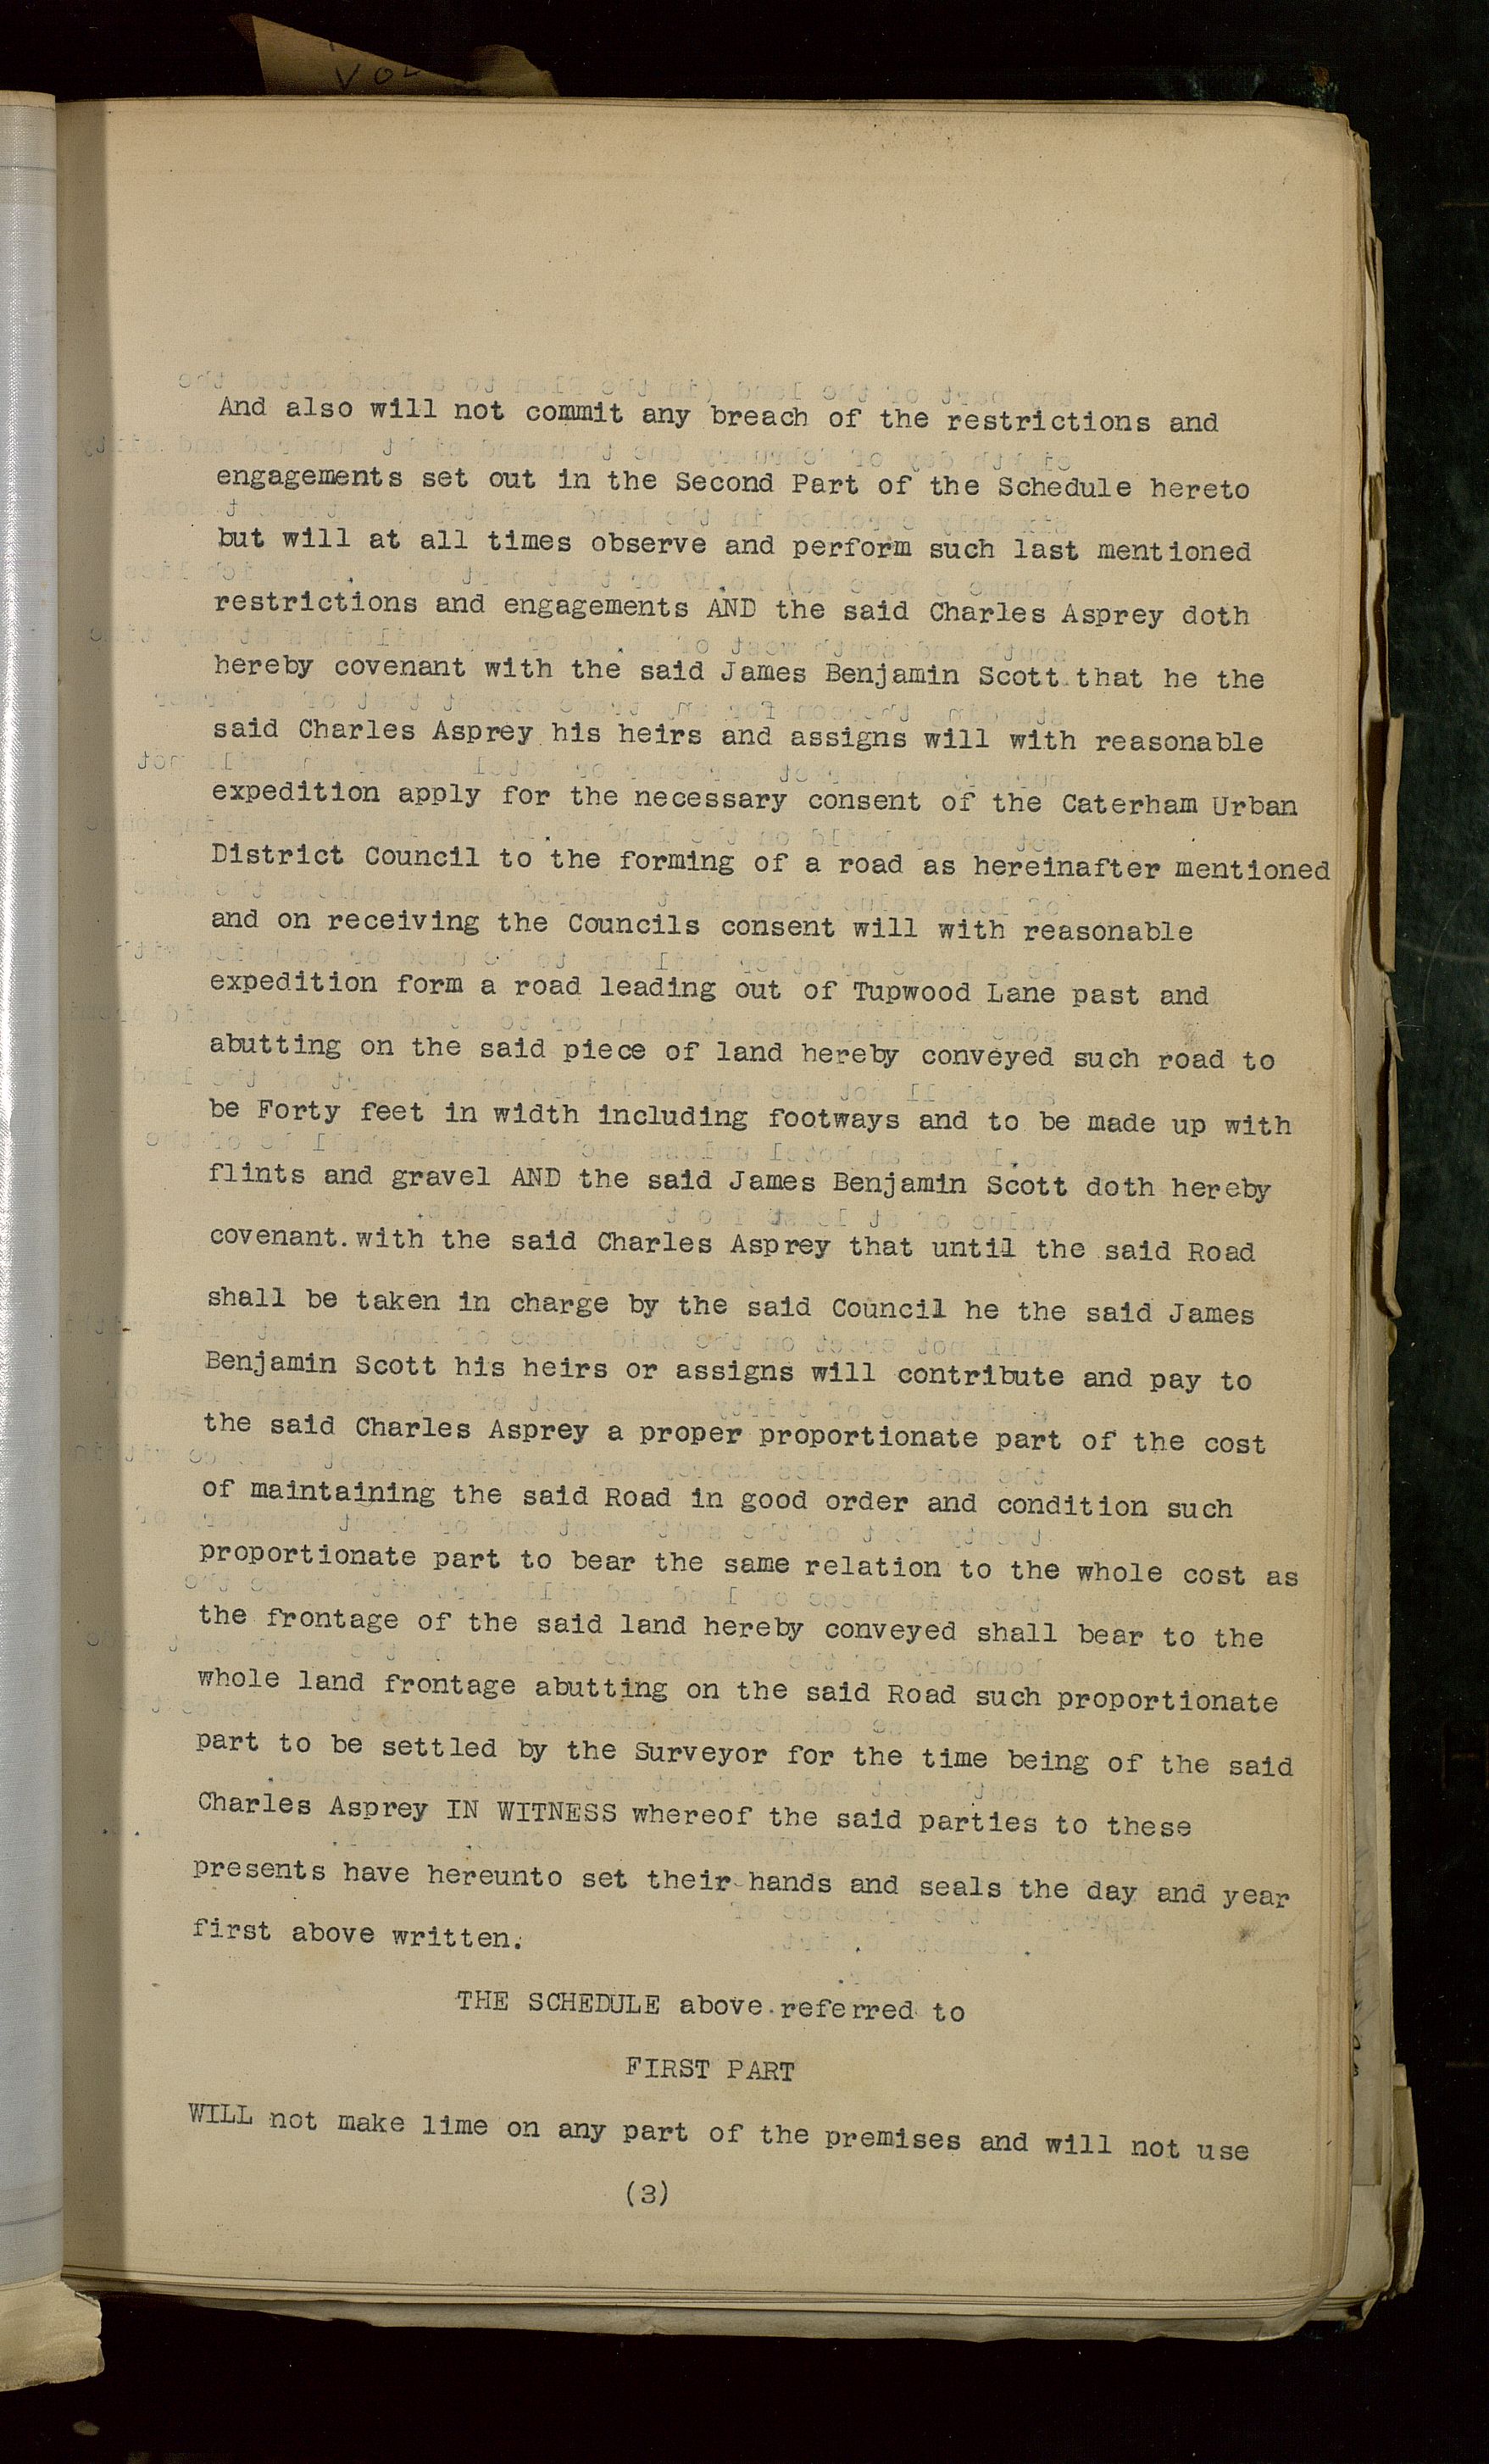 VOL
And also will not commit any breach of the restrictions and
engagements set out in the Second Part of the Schedule hereto
but will at all times observe and perform such last mentioned
restrictions and engagements AND the said Charles Asprey doth
hereby covenant with the said James Benjamin Scott that he the
said Charles Asprey his heirs and assigns will with reasonable
expedition apply for the necessary consent of the Caterham Urban
District Council to the forming of a road as hereinafter mentioned
and on receiving the Councils consent will with reasonable
expedition form a road leading out of Tupwood Lane past and
abutting on the said piece of land hereby conveyed such road to
be Forty feet in width including footways and to be made up with
flints and gravel AND the said James Benjamin Scott doth hereby
covenant with the said Charles Asprey that until the said Road
shall be taken in charge by the said Council he the said James
Benjamin Scott his heirs or assigns will contribute and pay to
the said Charles Asprey a proper proportionate part of the cost
of maintaining the said Road in good order and condition such
proportionate part to bear the same relation to the whole cost as
the frontage of the said land hereby conveyed shall bear to the
whole land frontage abutting on the said Road such proportionate
part to be settled by the Surveyor for the time being of the said
Charles Asprey IN WITNESS whereof the said parties to these
presents have hereunto set their hands and seals the day and year
first above written.
THE SCHEDULE above referred to
FIRST PART
WILL not make lime on any part of the premises and will not use
(3)